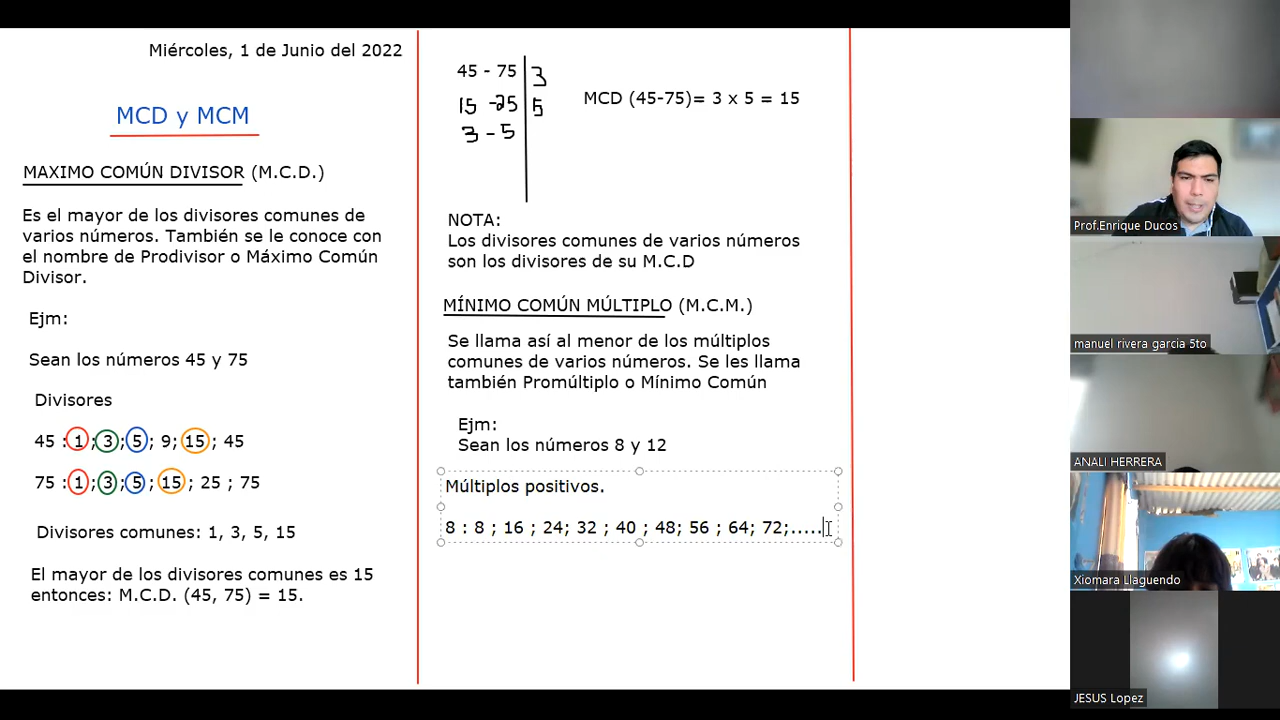 Miércoles, 1 de Junio del 2022
MCD y MCM
MAXIMO COMÚN DIVISOR (M.C.D.)
Es el mayor de los divisores comunes de
varios números. También se le conoce con
el nombre de Prodivisor o Máximo Común
Divisor.
Ejm:
Sean los números 45 y 75
Divisores
45 : 1 ; 3 ; 5 ; 9; 15 ; 45
75 : 1 ; 3 ; 5 ; 15 ; 25 ; 75
Divisores comunes: 1, 3, 5, 15
El mayor de los divisores comunes es 15
entonces: M.C.D. (45, 75) = 15.
45 - 75 3
15 - 25 5
3 - 5
MCD (45-75)= 3 x 5 = 15
NOTA:
Los divisores comunes de varios números
son los divisores de su M.C.D
MÍNIMO COMÚN MÚLTIPLO (M.C.M.)
Se llama así al menor de los múltiplos
comunes de varios números. Se les llama
también Promúltiplo o Mínimo Común
Ejm:
Sean los números 8 y 12
Múltiplos positivos.
8 : 8 ; 16 ; 24; 32 ; 40 ; 48; 56 ; 64; 72;.....
Prof.Enrique Ducos
manuel rivera garcia 5to
ANALI HERRERA
Xiomara Llaguendo
JESUS Lopez